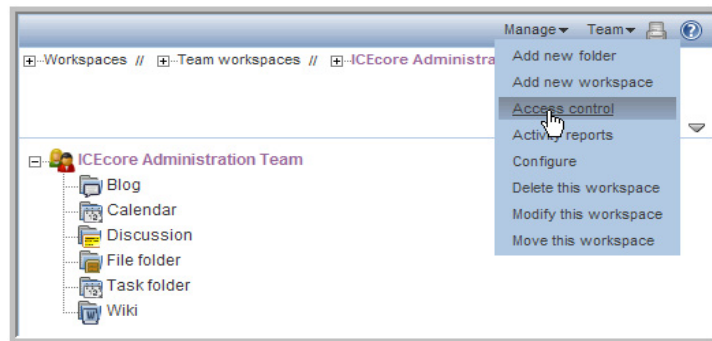 Manage Team
Workspaces // Team workspaces // ICEcore Administra
Add new folder
Add new workspace
Access control
Activity reports
Configure
Delete this workspace
Modify this workspace
Move this workspace
ICEcore Administration Team
Blog
Calendar
Discussion
File folder
Task folder
Wiki